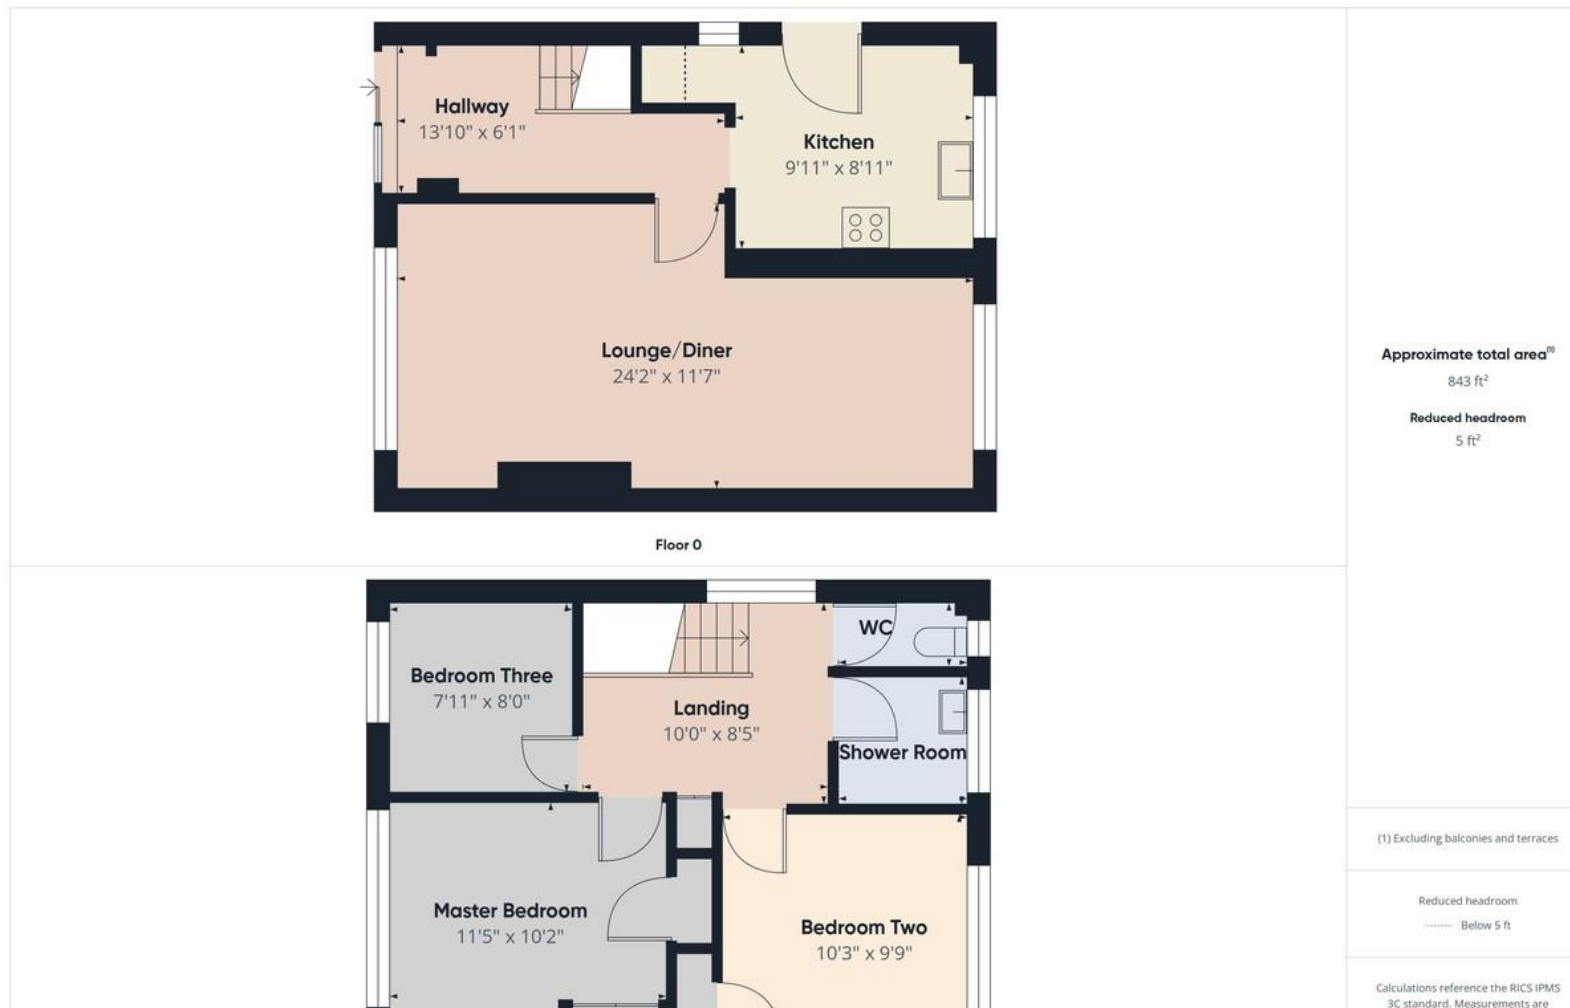 Hallway
13'10" x 6'1"
Kitchen
9'11" x 8'11"
Lounge/Diner
24'2" x 11'7"
Floor 0
Approximate total area(1)
843 ft²
Reduced headroom
5 ft²
WC
Bedroom Three
7'11" x 8'0"
Landing
10'0" x 8'5"
Shower Room
Master Bedroom
11'5" x 10'2"
Bedroom Two
10'3" x 9'9"
(1) Excluding balconies and terraces
Reduced headroom
Below 5 ft
Calculations reference the RICS IPMS
3C standard. Measurements are